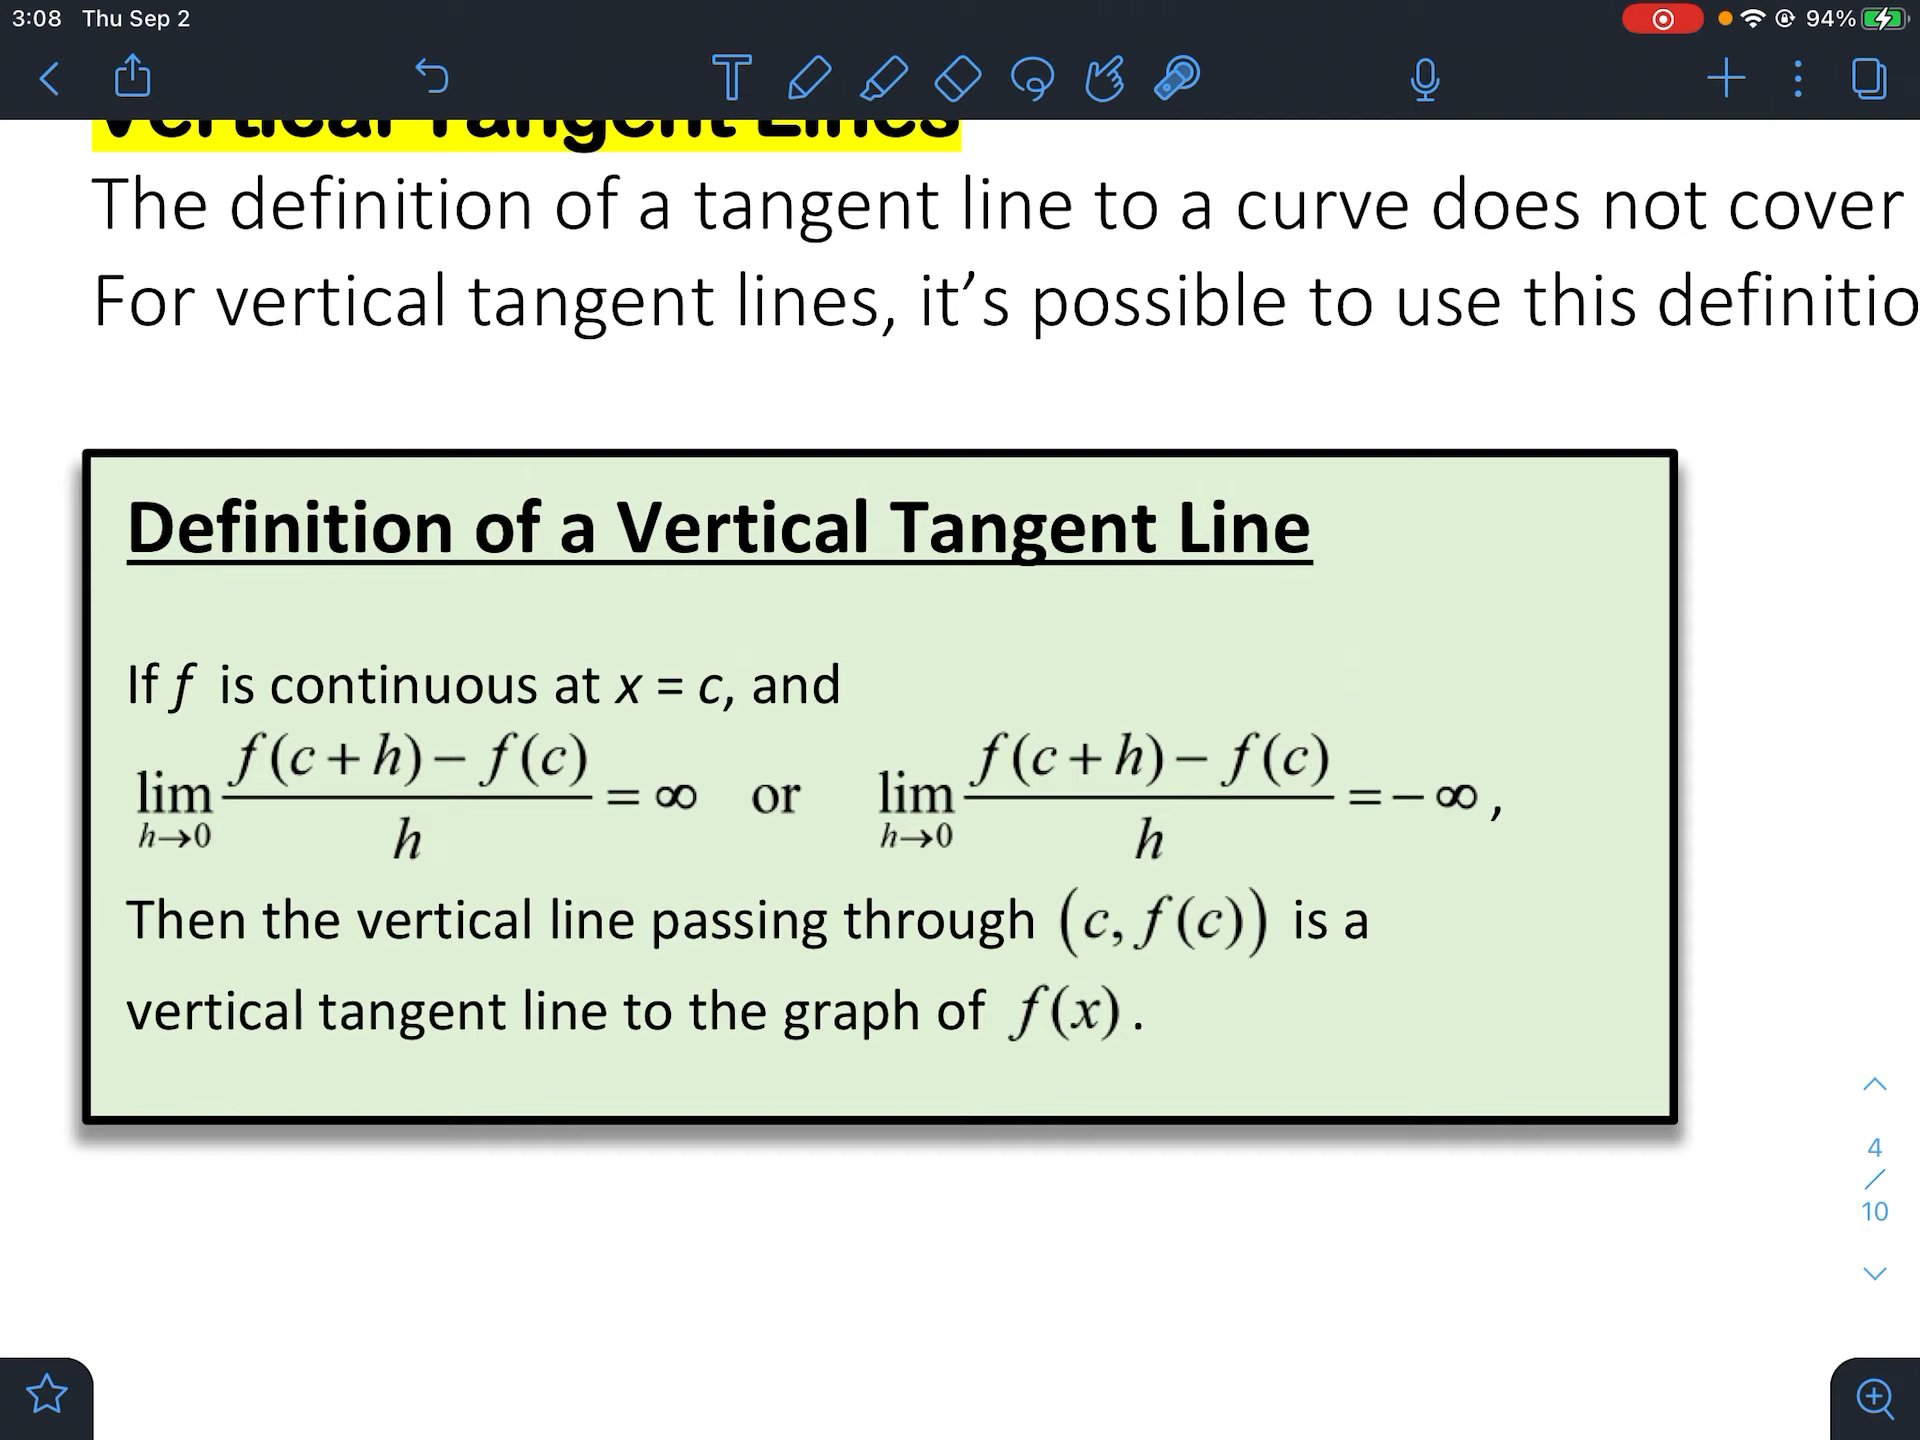 3:08 Thu Sep 2 94%
Vertical Tangent Lines
The definition of a tangent line to a curve does not cover
For vertical tangent lines, it’s possible to use this definitio
Definition of a Vertical Tangent Line
If f is continuous at x = c, and
lim h→0 f(c+h)−f(c) / h = ∞ or lim h→0 f(c+h)−f(c) / h = −∞,
Then the vertical line passing through (c, f(c)) is a
vertical tangent line to the graph of f(x).
4
/
10